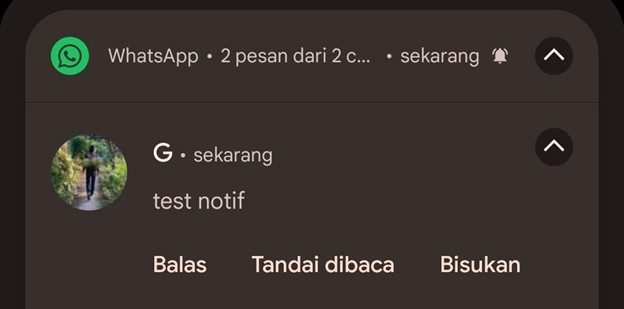 WhatsApp • 2 pesan dari 2 c... • sekarang
G • sekarang
test notif
Balas Tandai dibaca Bisukan